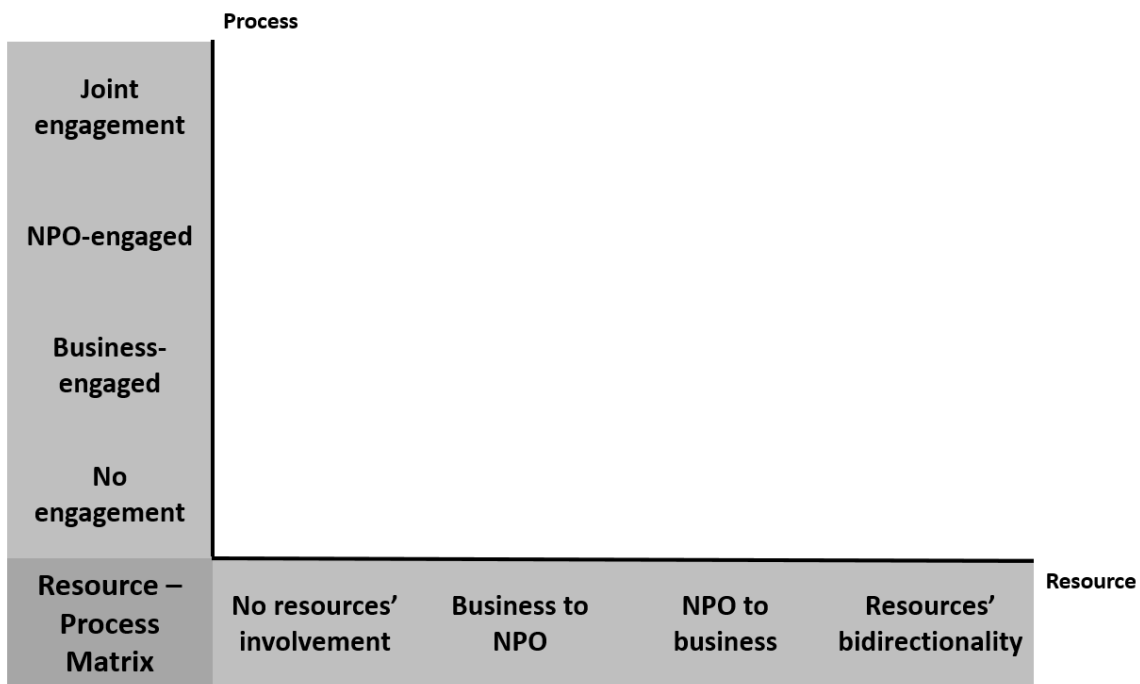 Process
Joint
engagement
NPO-engaged
Business-
engaged
No
engagement
Resource –
Process
Matrix
No resources’
involvement
Business to
NPO
NPO to
business
Resources’
bidirectionality
Resource